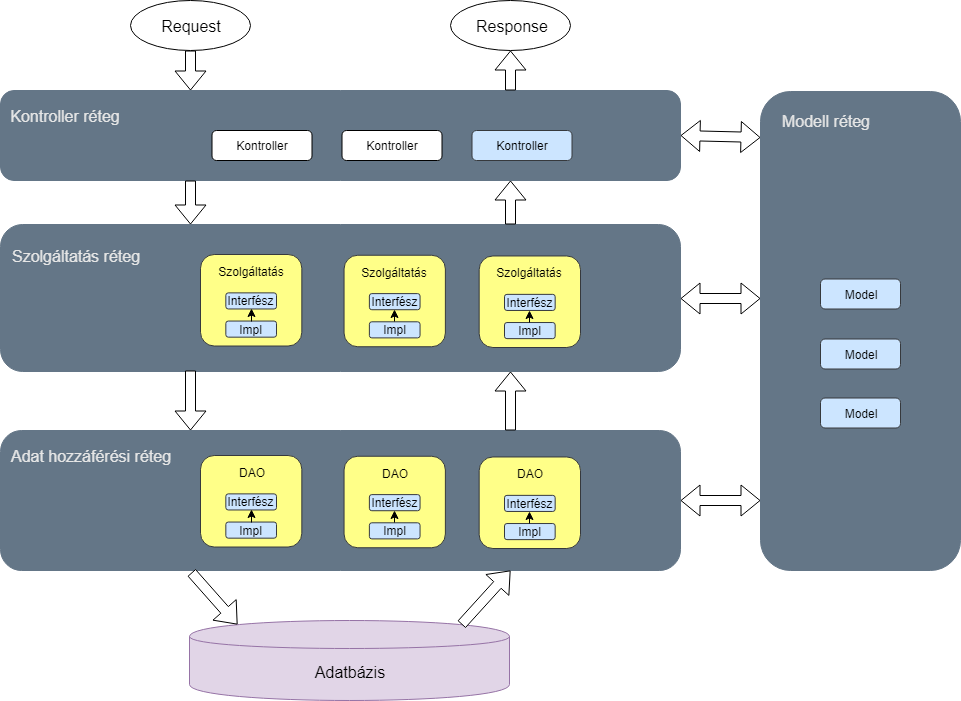 Request
Response
Kontroller réteg
Kontroller
Kontroller
Kontroller
Modell réteg
Szolgáltatás réteg
Szolgáltatás
Interfész
Impl
Szolgáltatás
Interfész
Impl
Szolgáltatás
Interfész
Impl
Model
Model
Model
Adat hozzáférési réteg
DAO
Interfész
Impl
DAO
Interfész
Impl
DAO
Interfész
Impl
Adatbázis